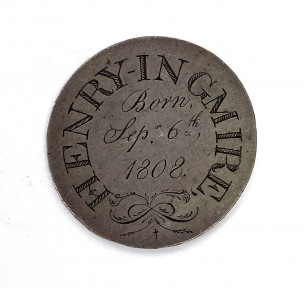 HENRY-INGMIRE,
Born,
Sep.r 6th,
1808.